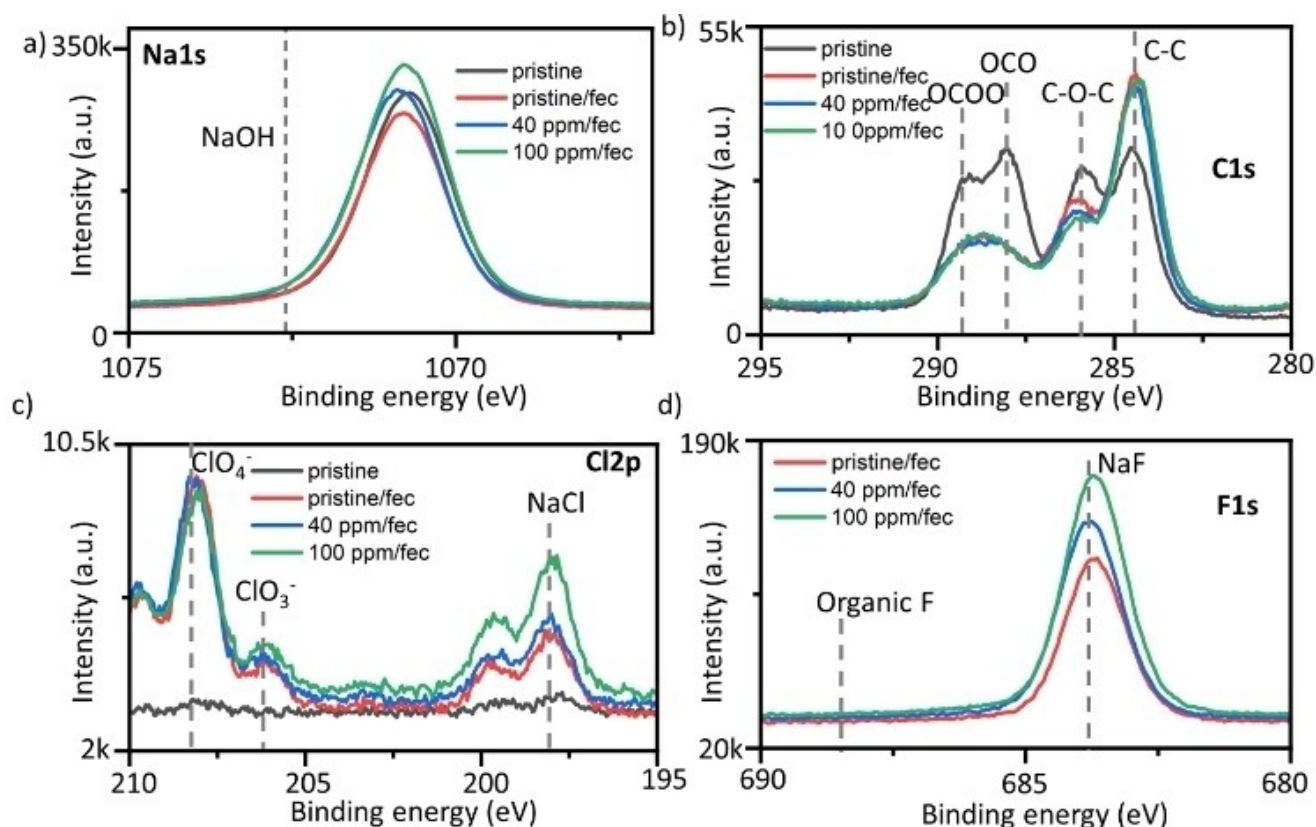 a)
350k
Na1s
pristine
pristine/fec
40 ppm/fec
100 ppm/fec
NaOH
Intensity (a.u.)
0
1075
1070
Binding energy (eV)
b)
55k
pristine
pristine/fec
40 ppm/fec
10 0ppm/fec
OCOO
OCO
C-O-C
C-C
C1s
Intensity (a.u.)
0
295
290
285
280
Binding energy (eV)
c)
10.5k
ClO4-
pristine
pristine/fec
40 ppm/fec
100 ppm/fec
Cl2p
NaCl
ClO3-
Intensity (a.u.)
2k
210
205
200
195
Binding energy (eV)
d)
190k
pristine/fec
40 ppm/fec
100 ppm/fec
NaF
F1s
Organic F
Intensity (a.u.)
20k
690
685
680
Binding energy (eV)